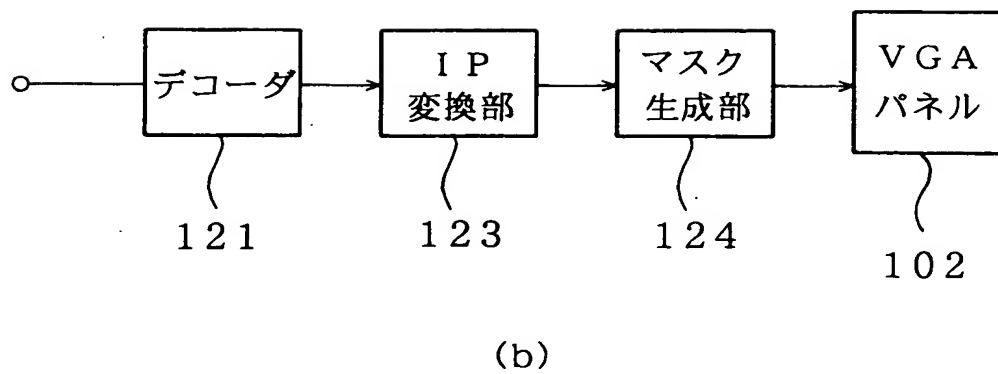 デコーダ
ＩＰ
変換部
マスク
生成部
ＶＧＡ
パネル
１２１
１２３
１２４
１０２
(b)